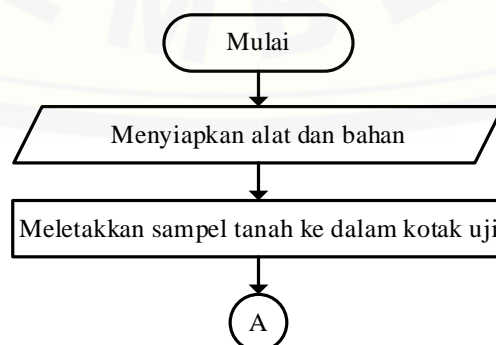 Mulai
Menyiapkan alat dan bahan
Meletakkan sampel tanah ke dalam kotak uji
A